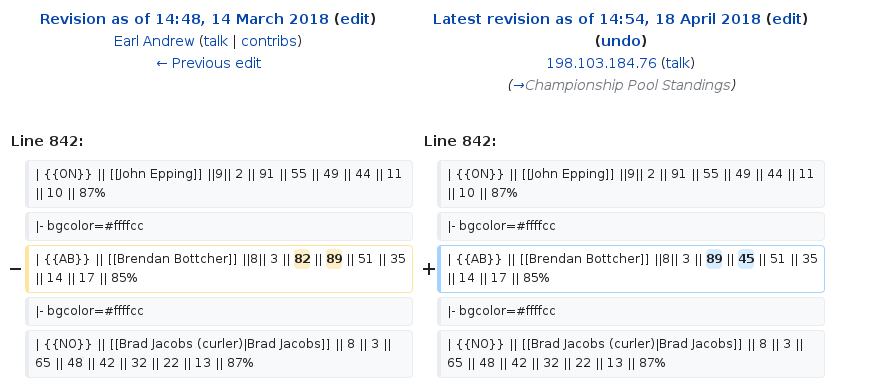 Revision as of 14:48, 14 March 2018 (edit)
Earl Andrew (talk | contribs)
← Previous edit
Latest revision as of 14:54, 18 April 2018 (edit)
(undo)
198.103.184.76 (talk)
(→Championship Pool Standings)
Line 842:
Line 842:
| {{ON}} || [[John Epping]] ||9|| 2 || 91 || 55 || 49 || 44 || 11
|| 10 || 87%
| {{ON}} || [[John Epping]] ||9|| 2 || 91 || 55 || 49 || 44 || 11
|| 10 || 87%
|- bgcolor=#ffffcc
|- bgcolor=#ffffcc
− | {{AB}} || [[Brendan Bottcher]] ||8|| 3 || 82 || 89 || 51 || 35
|| 14 || 17 || 85%
+ | {{AB}} || [[Brendan Bottcher]] ||8|| 3 || 89 || 45 || 51 || 35
|| 14 || 17 || 85%
|- bgcolor=#ffffcc
|- bgcolor=#ffffcc
| {{NO}} || [[Brad Jacobs (curler)|Brad Jacobs]] || 8 || 3 ||
65 || 48 || 42 || 32 || 22 || 13 || 87%
| {{NO}} || [[Brad Jacobs (curler)|Brad Jacobs]] || 8 || 3 ||
65 || 48 || 42 || 32 || 22 || 13 || 87%